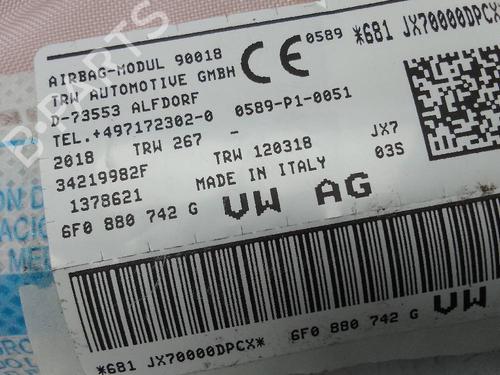 AIRBAG-MODUL 90018
TRW AUTOMOTIVE GMBH
D-73553 ALFDORF
TEL.+497172302-0
0589-P1-0051
CE 0589
*681 JX70000DPCX
2018 TRW 267 -
34219982F
TRW 120318
JX7
1378621
MADE IN ITALY
03S
6F0 880 742 G
VW AG
*681 JX70000DPCX*
6F0 880 742 G
VW
B-PARTS